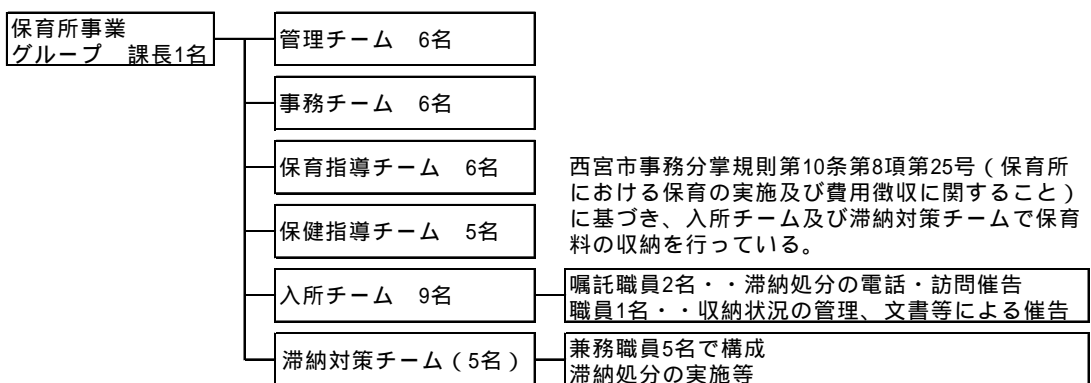 保育所事業
グループ　課長1名
管理チーム　6名
事務チーム　6名
保育指導チーム　6名
西宮市事務分掌規則第10条第8項第25号（保育所
における保育の実施及び費用徴収に関すること）
に基づき、入所チーム及び滞納対策チームで保育
料の収納を行っている。
保健指導チーム　5名
入所チーム　9名
嘱託職員2名・・滞納処分の電話・訪問催告
職員1名・・収納状況の管理、文書等による催告
滞納対策チーム（5名）
兼務職員5名で構成
滞納処分の実施等